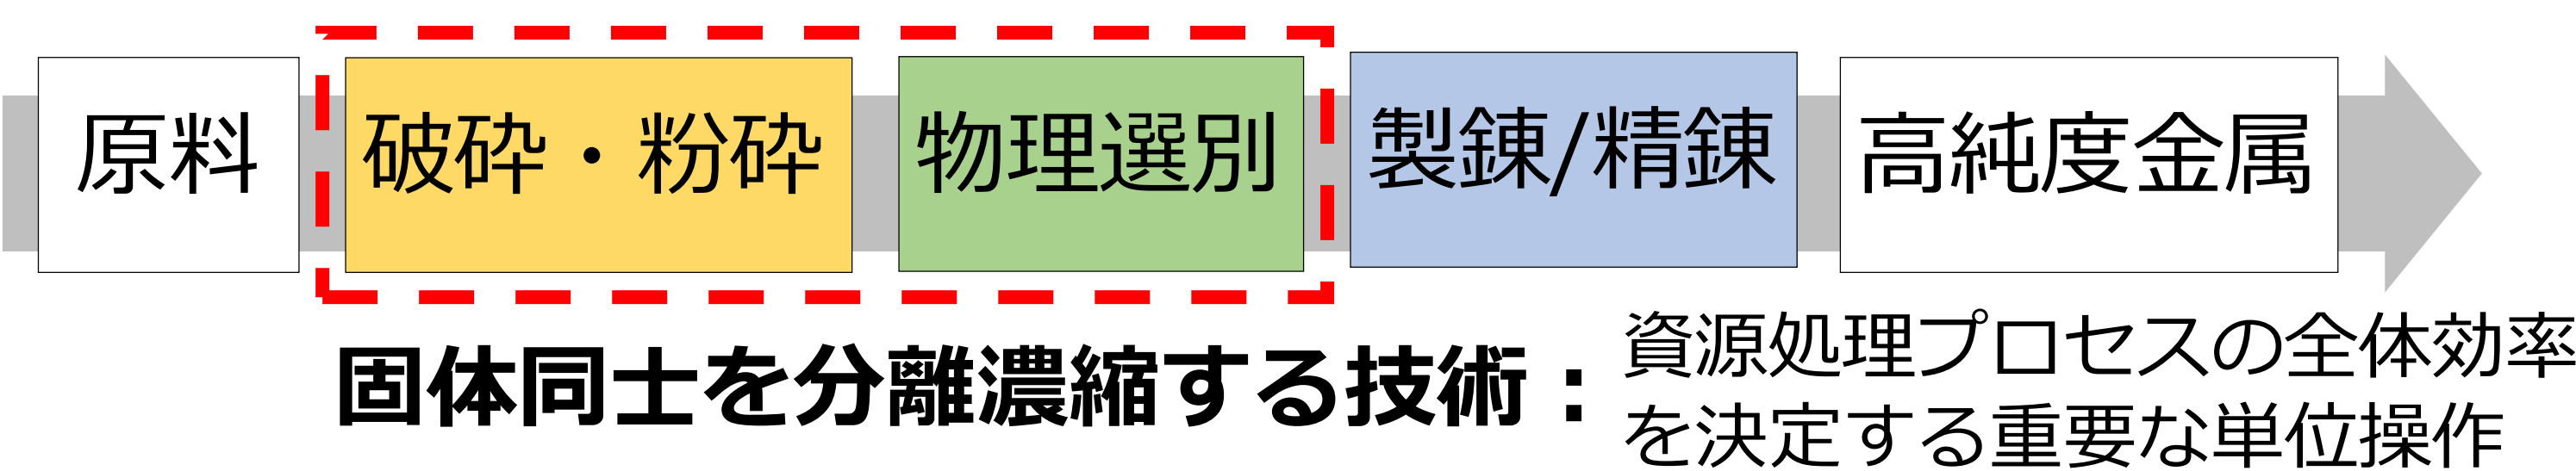 原料
破砕・粉砕
物理選別
製錬/精錬
高純度金属
固体同士を分離濃縮する技術：
資源処理プロセスの全体効率
を決定する重要な単位操作